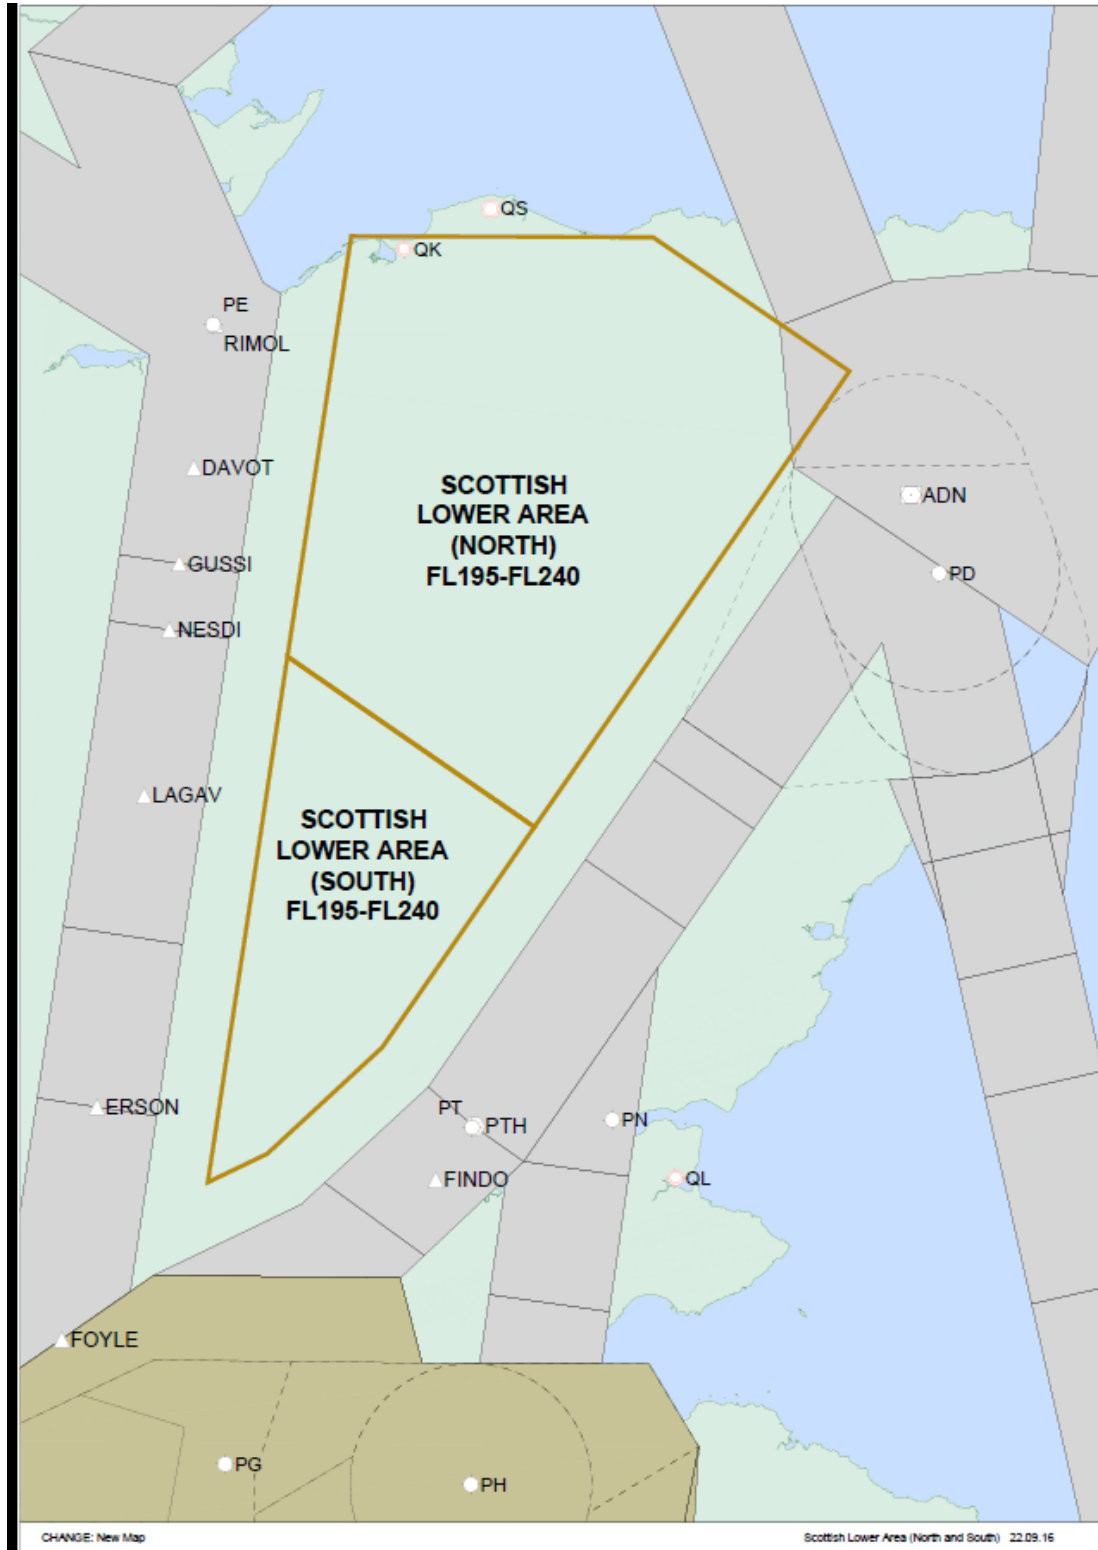 QS
QK
PE
RIMOL
DAVOT
SCOTTISH
LOWER AREA
(NORTH)
FL195-FL240
ADN
GUSSI
PD
NESDI
LAGAV
SCOTTISH
LOWER AREA
(SOUTH)
FL195-FL240
ERSON
PT
PTH
PN
FINDO
QL
FOYLE
PG
PH
CHANGE: New Map
Scottish Lower Area (North and South) 22.09.16